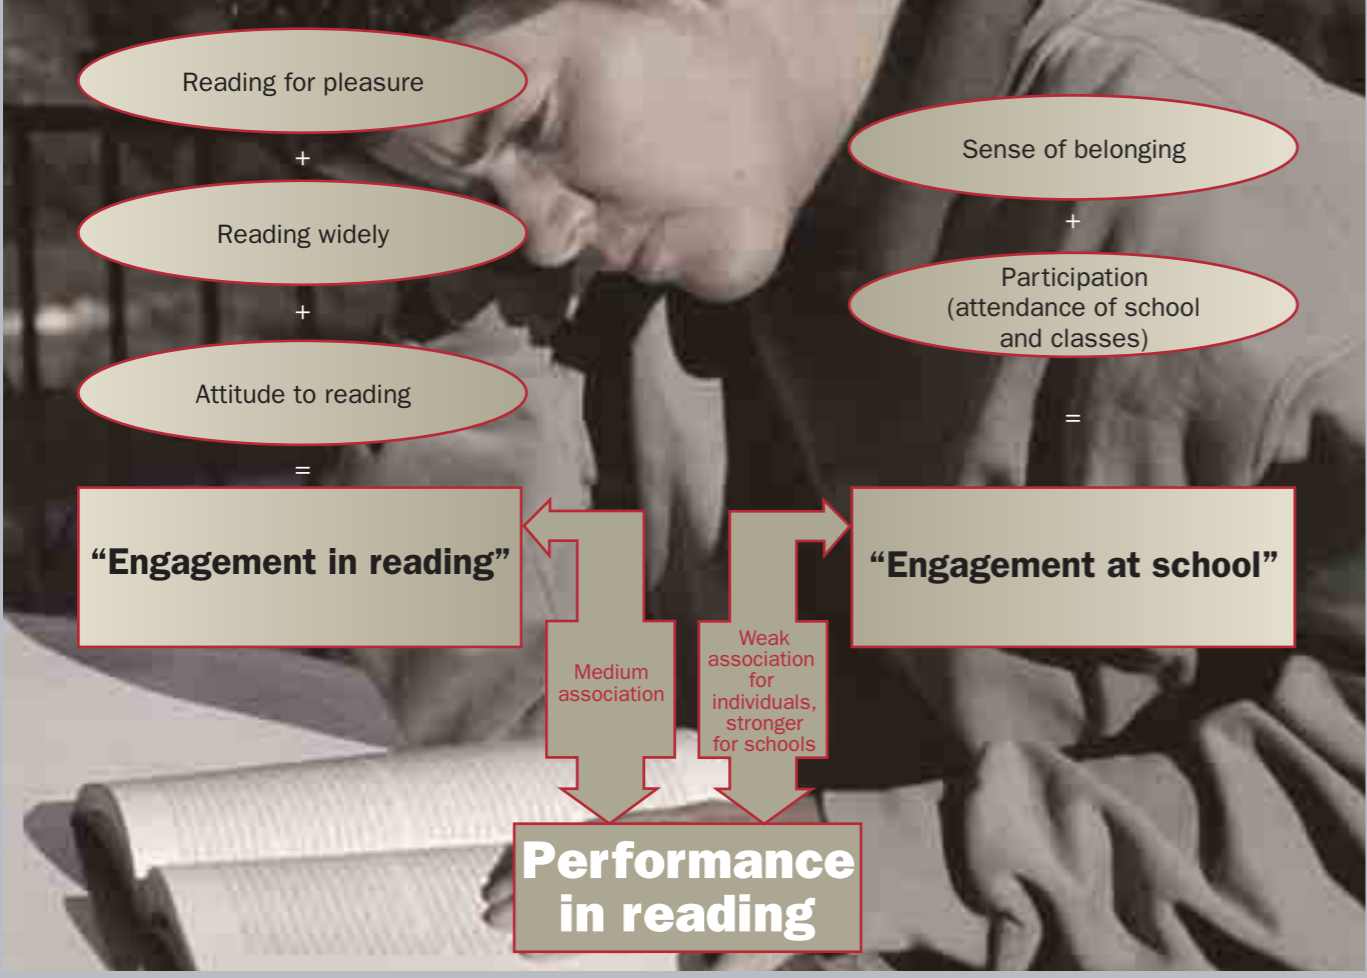 Reading for pleasure
+
Reading widely
+
Attitude to reading
=
“Engagement in reading”
Sense of belonging
+
Participation
(attendance of school
and classes)
=
“Engagement at school”
Medium
association
Weak
association
for
individuals,
stronger
for schools
Performance
in reading